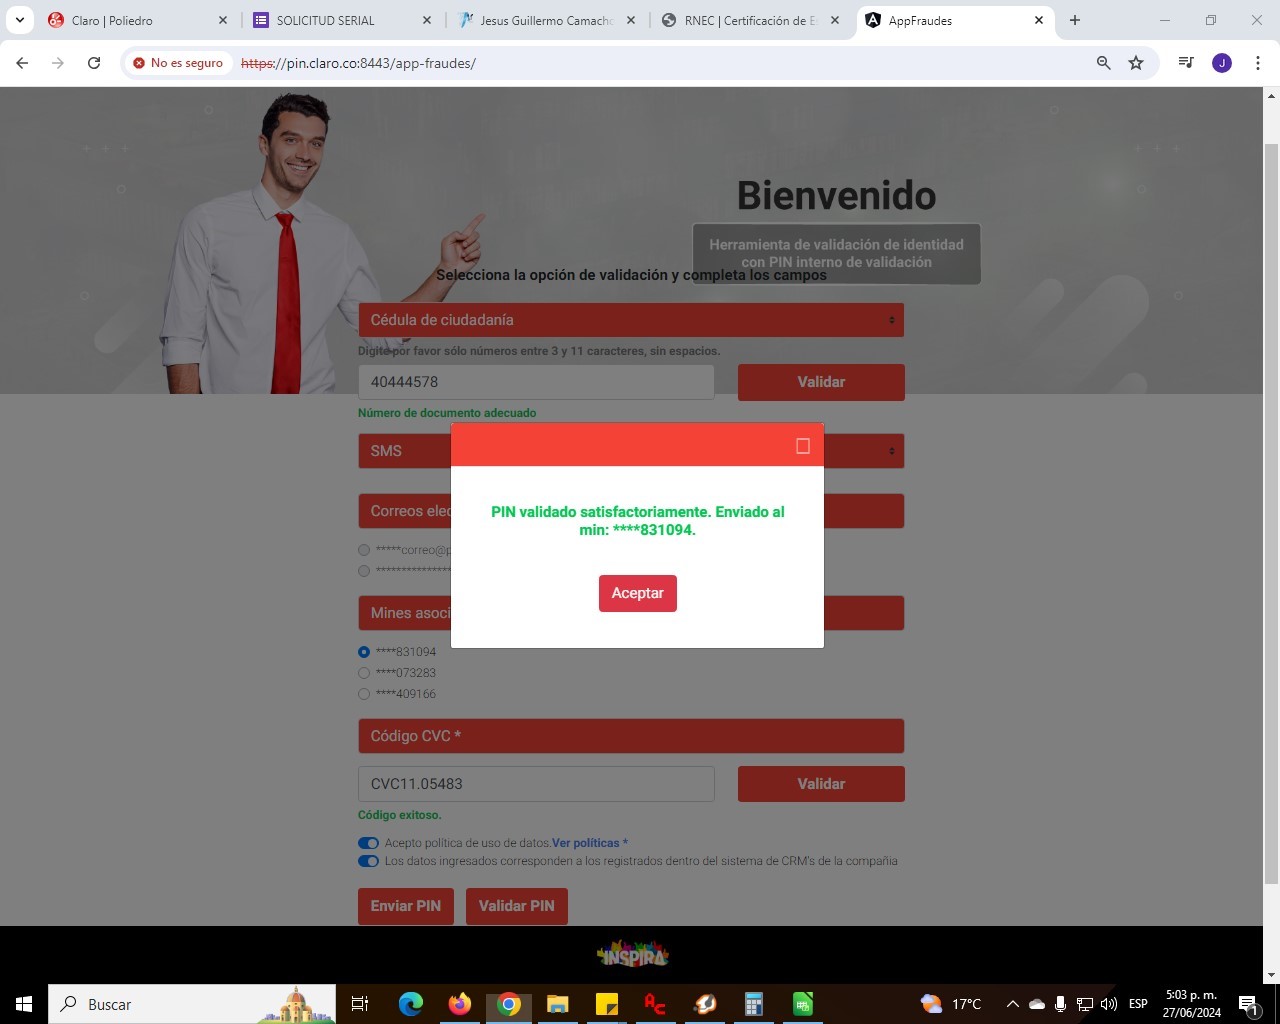 Claro | Poliedro
SOLICITUD SERIAL
Jesus Guillermo Camacho
RNEC | Certificación de E
AppFraudes
No es seguro
https://pin.claro.co:8443/app-fraudes/
J
Bienvenido
Herramienta de validación de identidad
con PIN interno de validación
Selecciona la opción de validación y completa los campos
Cédula de ciudadanía
Digite por favor sólo números entre 3 y 11 caracteres, sin espacios.
40444578
Validar
Número de documento adecuado
SMS
PIN validado satisfactoriamente. Enviado al
min: ****831094.
Aceptar
Correos elec
*****correo@p
***************
Mines asoci
****831094
****073283
****409166
Código CVC *
CVC11.05483
Validar
Código exitoso.
Acepto política de uso de datos.Ver políticas *
Los datos ingresados corresponden a los registrados dentro del sistema de CRM's de la compañia
Enviar PIN
Validar PIN
INSPIRA
Buscar
17°C
ESP
5:03 p. m.
27/06/2024
1